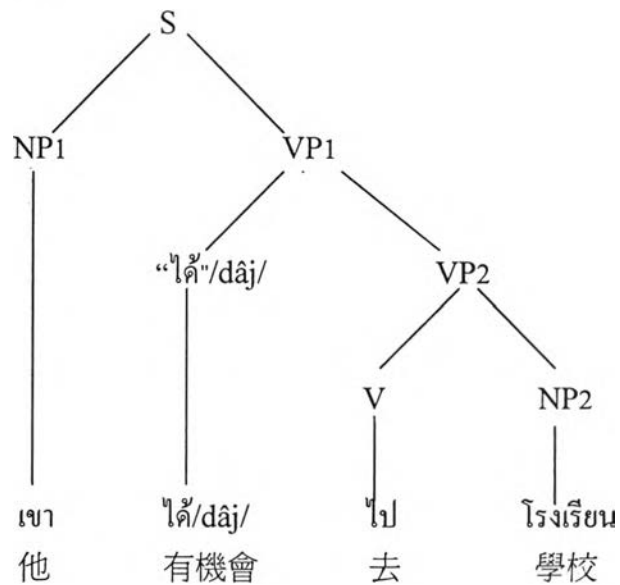 S
NP1 VP1
“ได้"/dâj/ VP2
V NP2
เขา ได้/dâj/ ไป โรงเรียน
他 有機會 去 學校